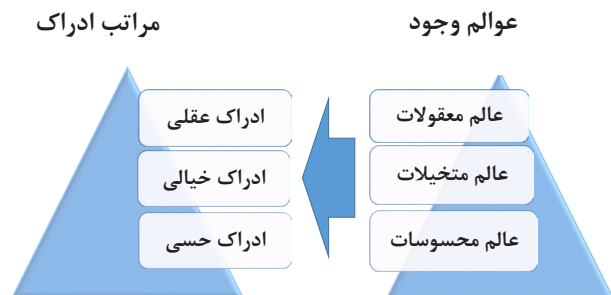 عوالم وجود
مراتب ادراک
عالم معقولات
ادراک عقلی
عالم متخیلات
ادراک خیالی
عالم محسوسات
ادراک حسی